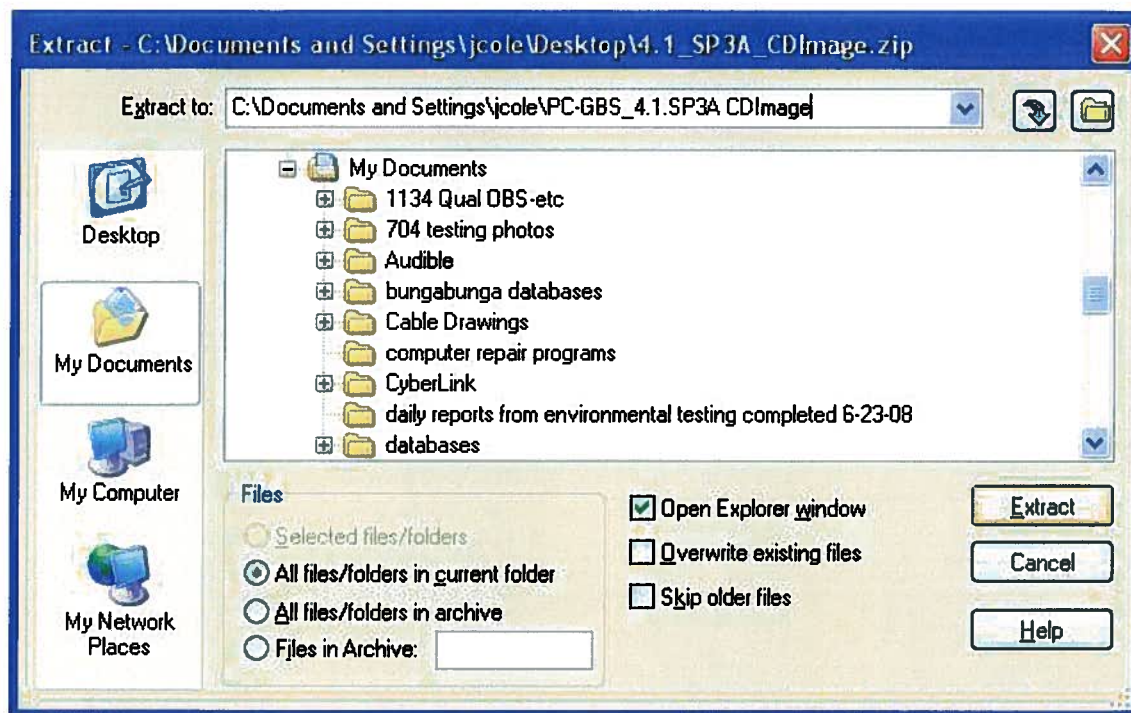 Extract - C:\Documents and Settings\jcole\Desktop\4.1_SP3A_CDImage.zip
Extract to: C:\Documents and Settings\jcole\PC-GBS_4.1.SP3A CDImage
Desktop
My Documents
My Computer
My Network
Places
My Documents
1134 Qual OBS-etc
704 testing photos
Audible
bungabunga databases
Cable Drawings
computer repair programs
CyberLink
daily reports from environmental testing completed 6-23-08
databases
Files
Selected files/folders
All files/folders in current folder
All files/folders in archive
Files in Archive:
Open Explorer window
Overwrite existing files
Skip older files
Extract
Cancel
Help